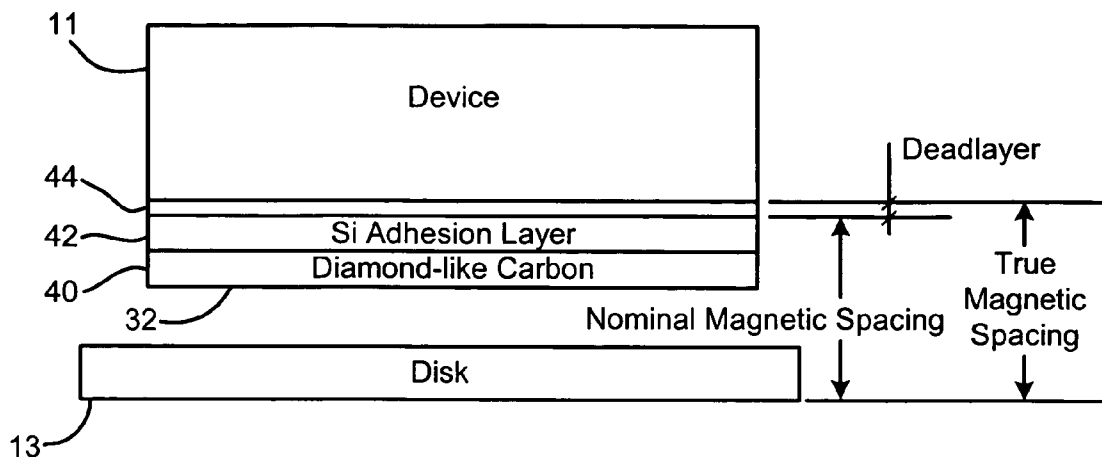 11
Device
Deadlayer
44
42
Si Adhesion Layer
40
Diamond-like Carbon
32
Nominal Magnetic Spacing
True
Magnetic
Spacing
Disk
13